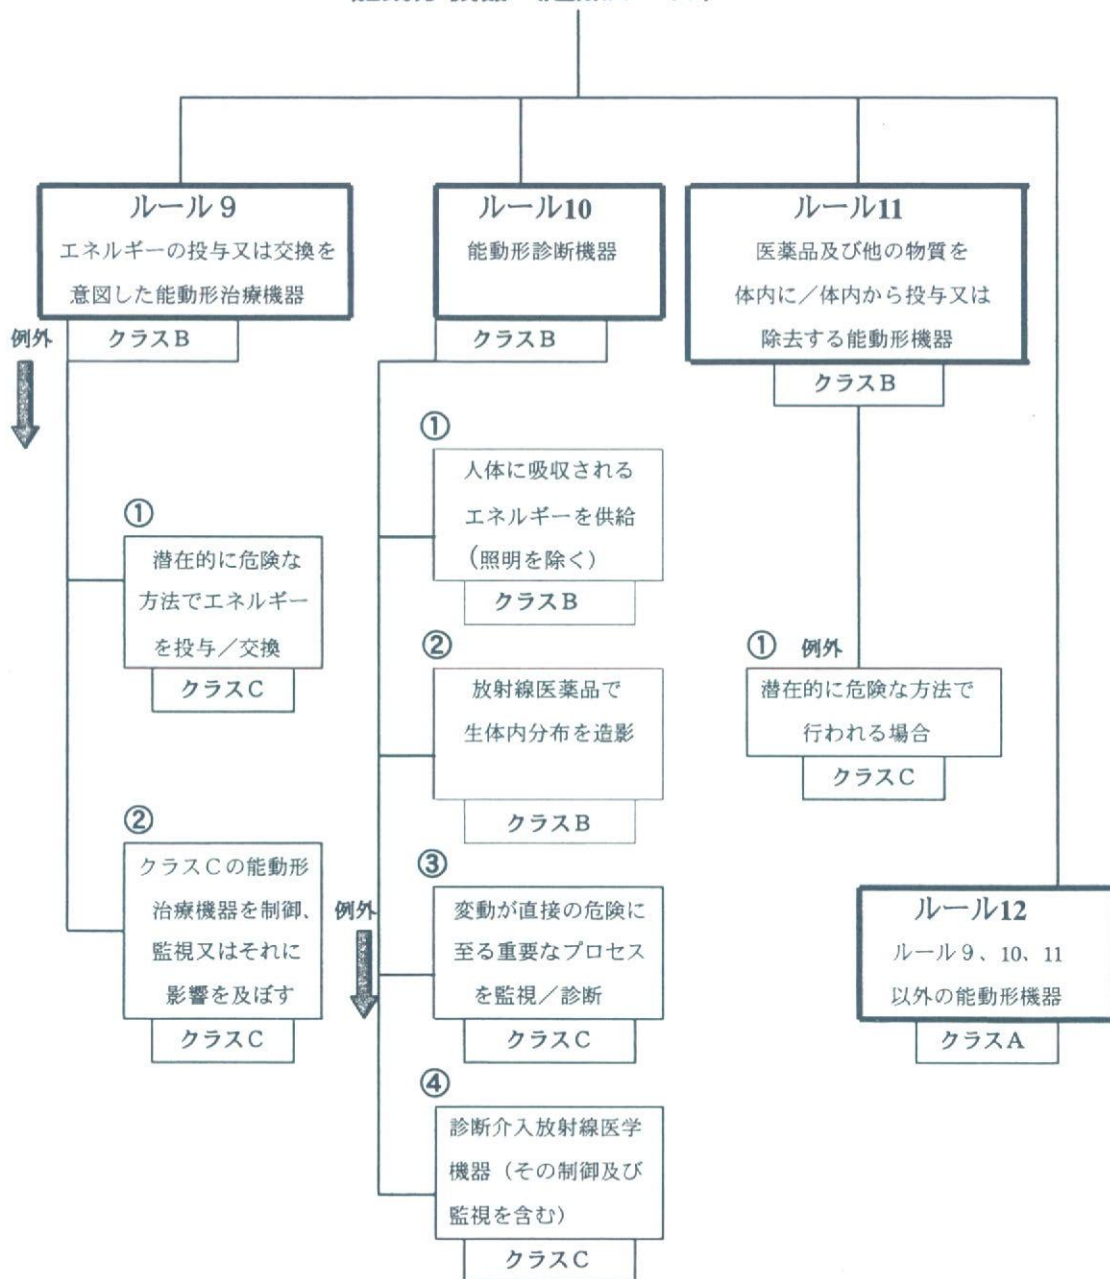 ルール9
エネルギーの投与又は交換を
意図した能動形治療機器
クラスB
例外
①
潜在的に危険な
方法でエネルギー
を投与／交換
クラスC
②
クラスCの能動形
治療機器を制御、
監視又はそれに
影響を及ぼす
クラスC
ルール10
能動形診断機器
クラスB
①
人体に吸収される
エネルギーを供給
(照明を除く)
クラスB
②
放射線医薬品で
生体内分布を造影
クラスB
例外
③
変動が直接の危険に
至る重要なプロセス
を監視／診断
クラスC
④
診断介入放射線医学
機器（その制御及び
監視を含む）
クラスC
ルール11
医薬品及び他の物質を
体内に／体内から投与又は
除去する能動形機器
クラスB
① 例外
潜在的に危険な方法で
行われる場合
クラスC
ルール12
ルール9、10、11
以外の能動形機器
クラスA